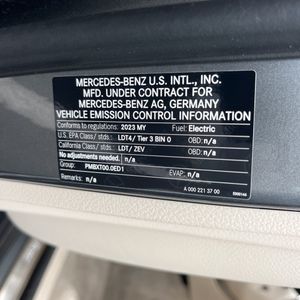 MERCEDES-BENZ U.S. INTL., INC.
MFD. UNDER CONTRACT FOR
MERCEDES-BENZ AG, GERMANY
VEHICLE EMISSION CONTROL INFORMATION
Conforms to regulations: 2023 MY Fuel: Electric
U.S. EPA Class/ stds.: LDT4/ Tier 3 BIN 0 OBD: n/a
California Class/ stds.: LDT/ ZEV OBD: n/a
No adjustments needed. n/a
Group: PMBXT00.0ED1 EVAP: n/a
Remarks: n/a
A 000 221 37 00